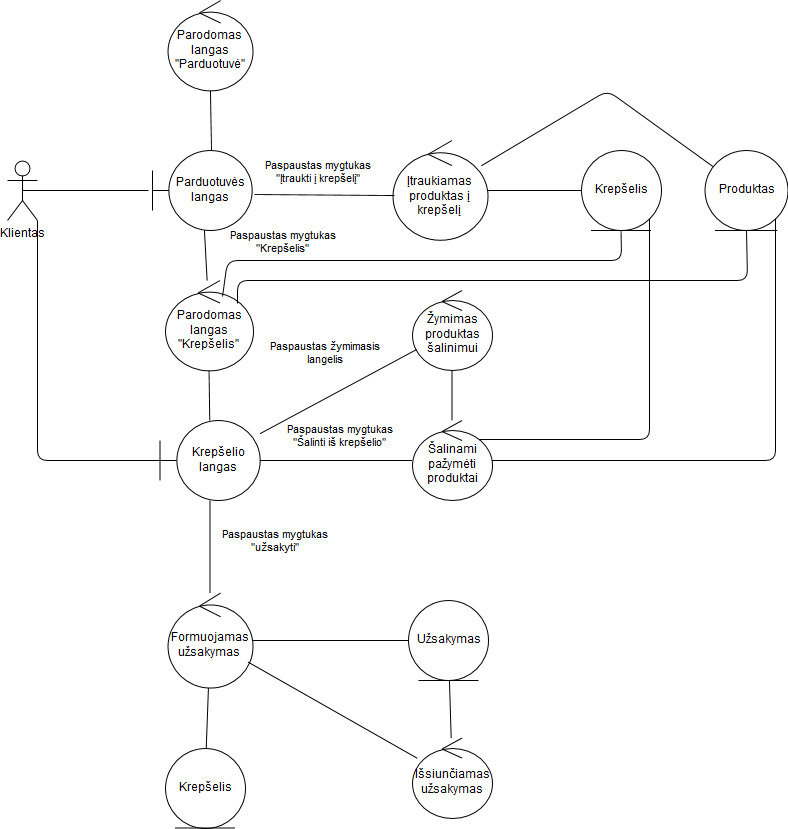 Parodomas
langas
"Parduotuvė"
Klientas
Parduotuvės
langas
Paspaustas mygtukas
"Įtraukti į krepšelį"
Įtraukiamas
produktas į
krepšelį
Krepšelis
Produktas
Paspaustas mygtukas
"Krepšelis"
Parodomas
langas
"Krepšelis"
Žymimas
produktas
šalinimui
Paspaustas žymimasis
langelis
Krepšelio
langas
Paspaustas mygtukas
"Šalinti iš krepšelio"
Šalinami
pažymėti
produktai
Paspaustas mygtukas
"užsakyti"
Formuojamas
užsakymas
Užsakymas
Krepšelis
Išsiunčiamas
užsakymas